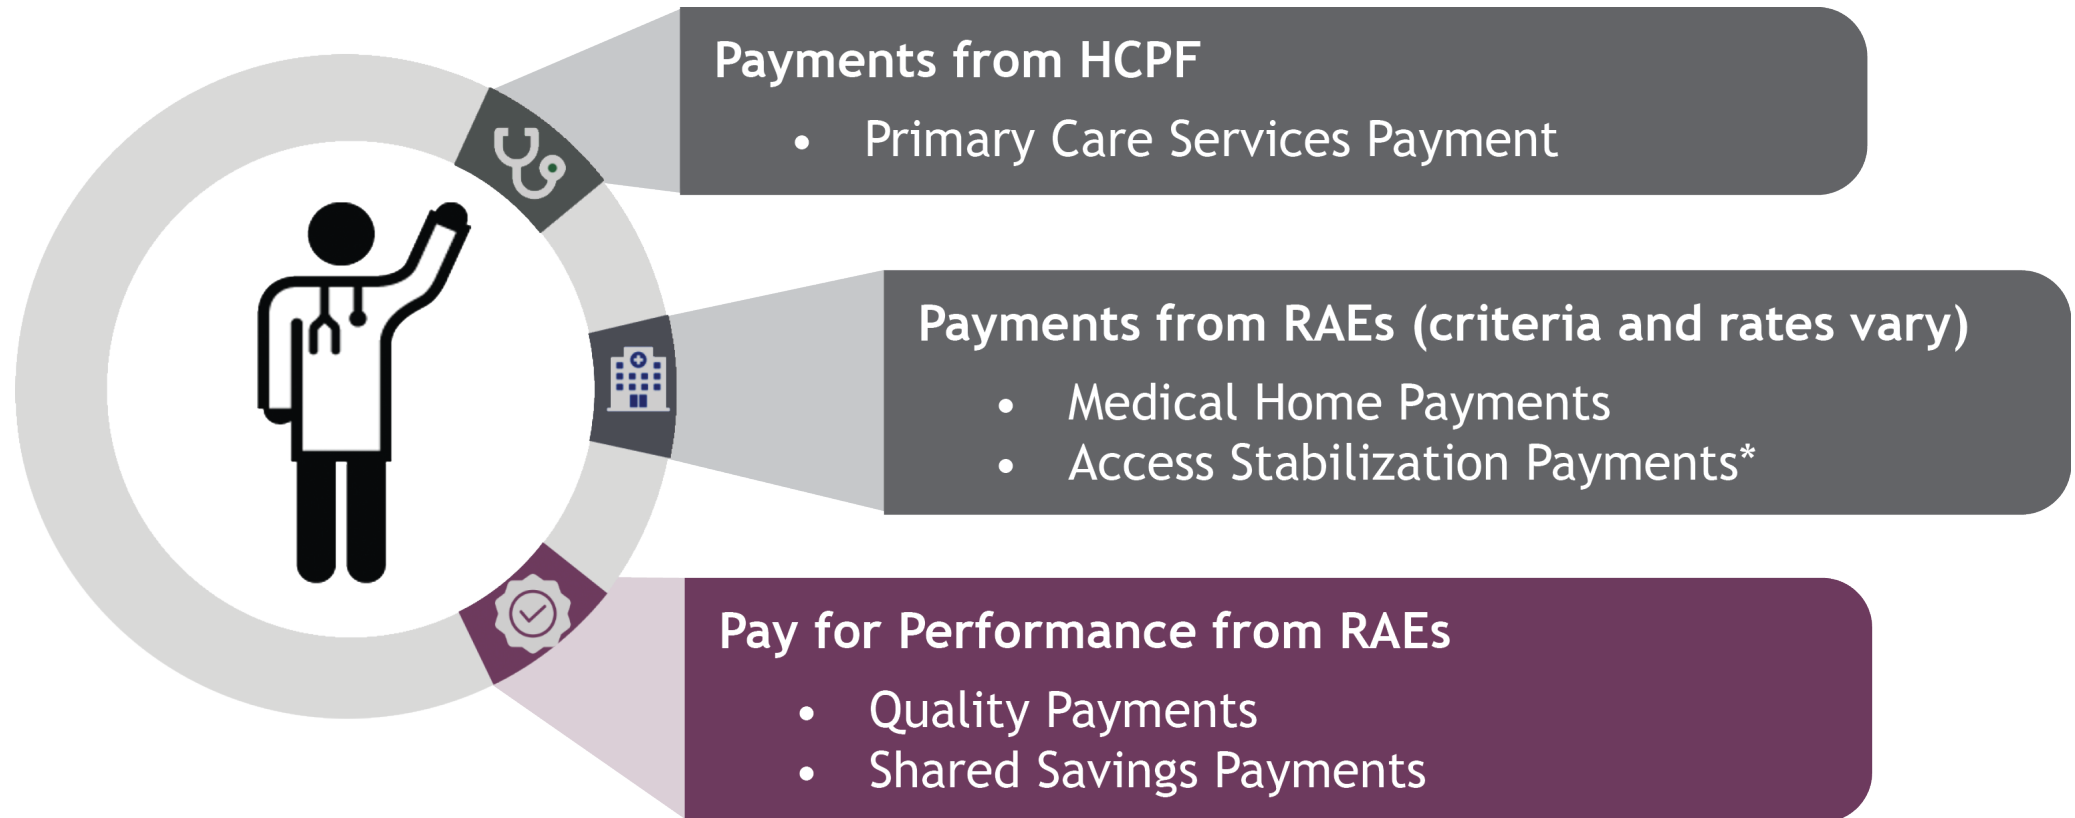 Payments from HCPF
• Primary Care Services Payment
Payments from RAEs (criteria and rates vary)
• Medical Home Payments
• Access Stabilization Payments*
Pay for Performance from RAEs
• Quality Payments
• Shared Savings Payments